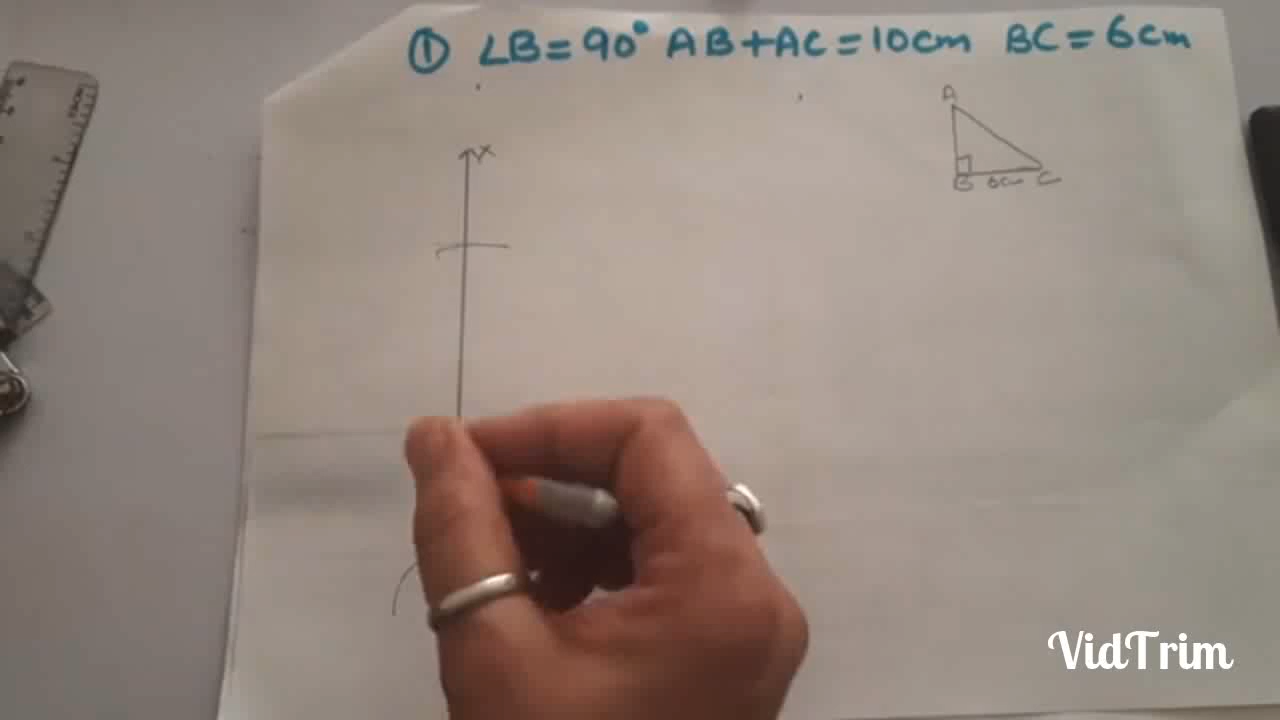 ① ∠B=90° AB+AC=10cm BC=6cm
A
X
B 6cm C
VidTrim